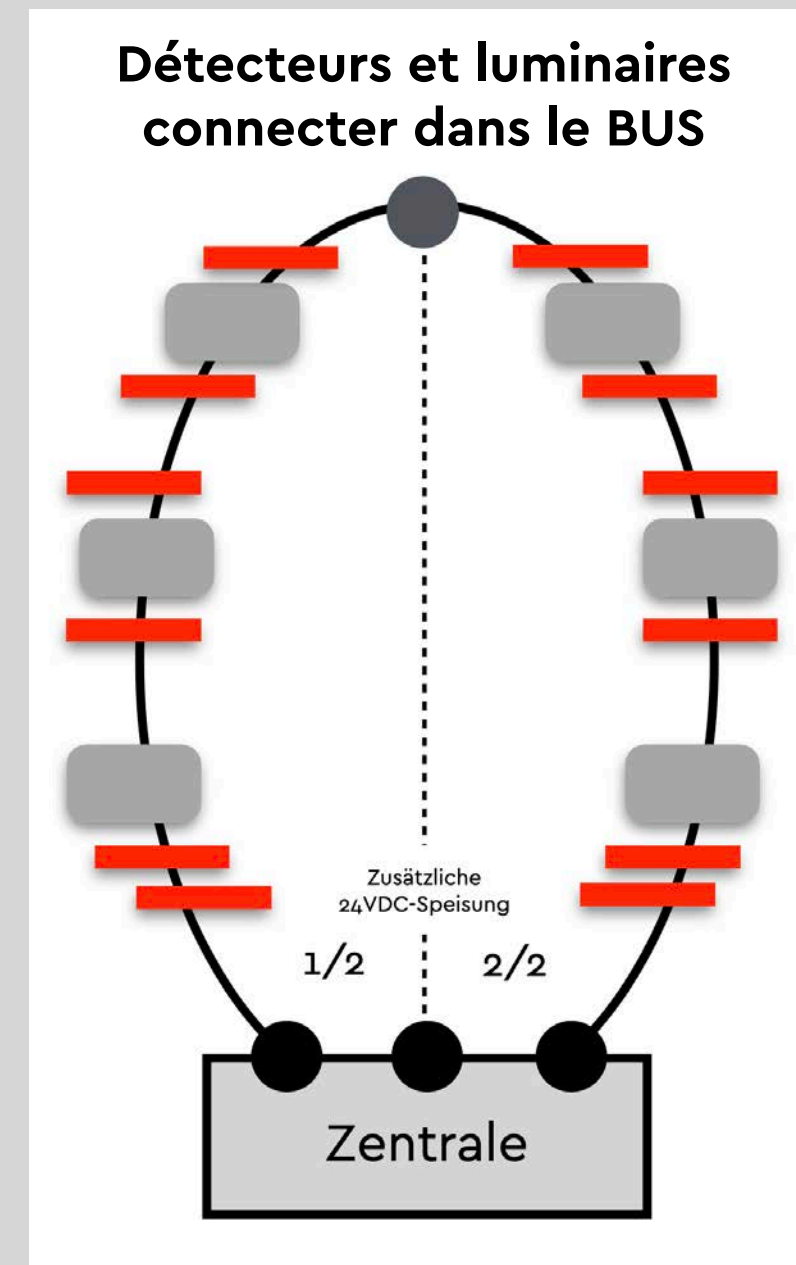 Détecteurs et luminaires
connecter dans le BUS
Zusätzliche
24VDC-Speisung
1/2
2/2
Zentrale